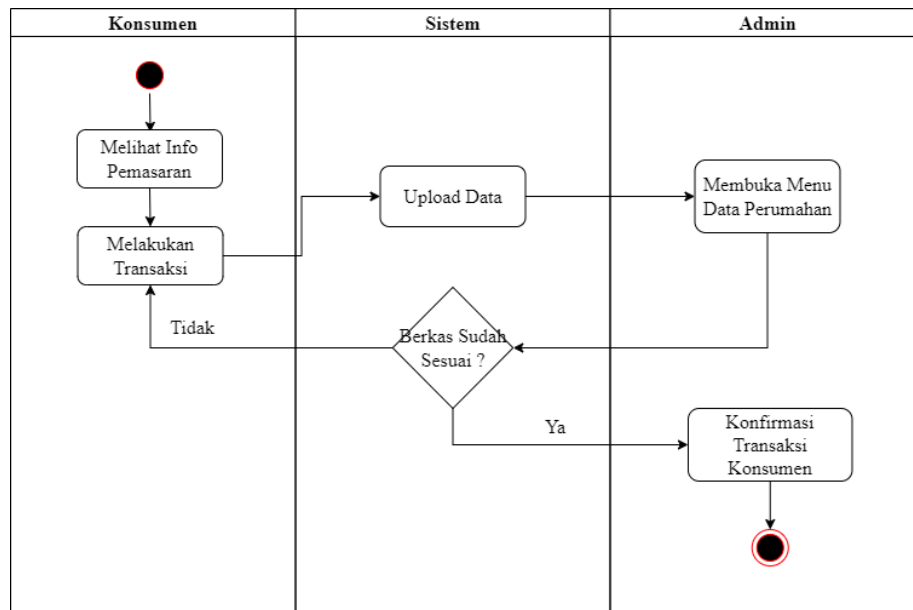 Konsumen
Sistem
Admin
Melihat Info
Pemasaran
Upload Data
Membuka Menu
Data Perumahan
Melakukan
Transaksi
Tidak
Berkas Sudah
Sesuai ?
Ya
Konfirmasi
Transaksi
Konsumen